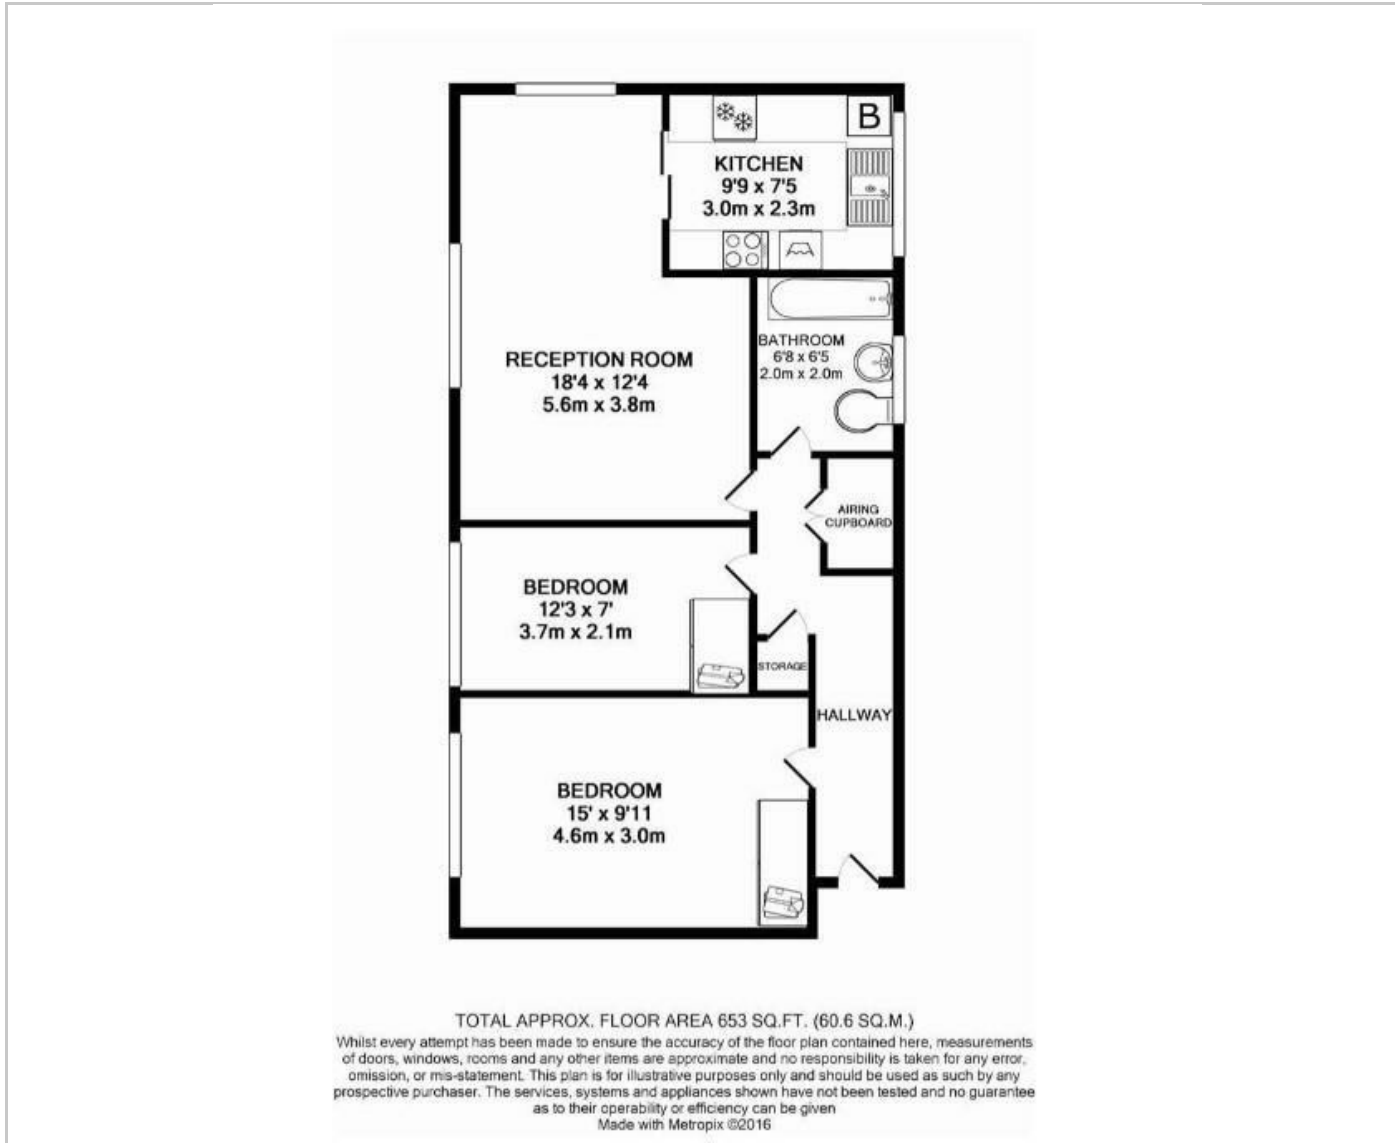 B
KITCHEN
9'9 x 7'5
3.0m x 2.3m
BATHROOM
6'8 x 6'5
2.0m x 2.0m
RECEPTION ROOM
18'4 x 12'4
5.6m x 3.8m
AIRING
CUPBOARD
BEDROOM
12'3 x 7'
3.7m x 2.1m
STORAGE
HALLWAY
BEDROOM
15' x 9'11
4.6m x 3.0m
TOTAL APPROX. FLOOR AREA 653 SQ.FT. (60.6 SQ.M.)
Whilst every attempt has been made to ensure the accuracy of the floor plan contained here, measurements
of doors, windows, rooms and any other items are approximate and no responsibility is taken for any error,
omission, or mis-statement. This plan is for illustrative purposes only and should be used as such by any
prospective purchaser. The services, systems and appliances shown have not been tested and no guarantee
as to their operability or efficiency can be given
Made with Metropix ©2016